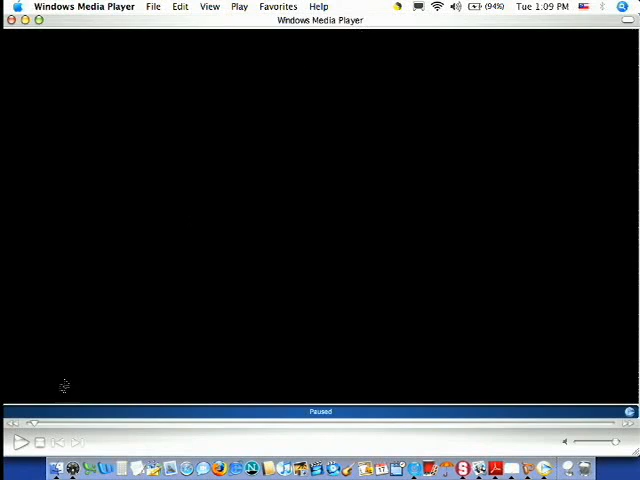 Windows Media Player File Edit View Play Favorites Help (94%) Tue 1:09 PM
Windows Media Player
Paused